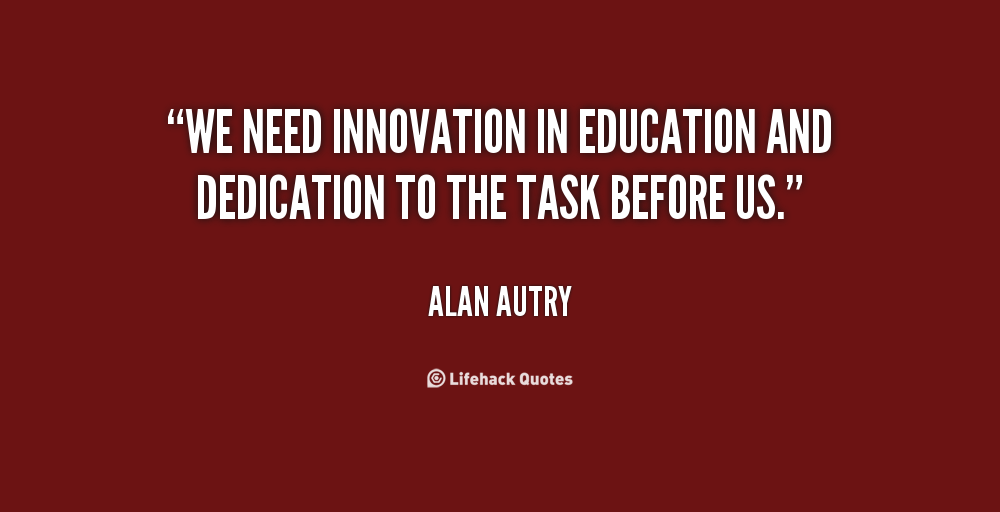 “WE NEED INNOVATION IN EDUCATION AND
DEDICATION TO THE TASK BEFORE US.”
ALAN AUTRY
Lifehack Quotes